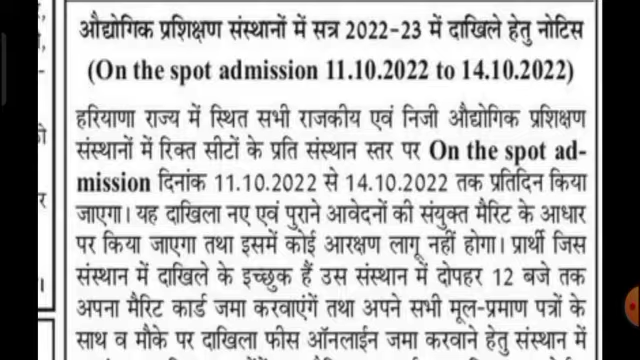 औद्योगिक प्रशिक्षण संस्थानों में सत्र 2022-23 में दाखिले हेतु नोटिस
(On the spot admission 11.10.2022 to 14.10.2022)
हरियाणा राज्य में स्थित सभी राजकीय एवं निजी औद्योगिक प्रशिक्षण
संस्थानों में रिक्त सीटों के प्रति संस्थान स्तर पर On the spot ad-
mission दिनांक 11.10.2022 से 14.10.2022 तक प्रतिदिन किया
जाएगा। यह दाखिला नए एवं पुराने आवेदनों की संयुक्त मैरिट के आधार
पर किया जाएगा तथा इसमें कोई आरक्षण लागू नहीं होगा। प्रार्थी जिस
संस्थान में दाखिले के इच्छुक हैं उस संस्थान में दोपहर 12 बजे तक
अपना मैरिट कार्ड जमा करवाएंगें तथा अपने सभी मूल-प्रमाण पत्रों के
साथ व मौके पर दाखिला फीस ऑनलाईन जमा करवाने हेतु संस्थान में